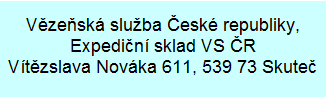 Vězeňská služba České republiky,
Expediční sklad VS ČR
Vítězslava Nováka 611, 539 73 Skuteč